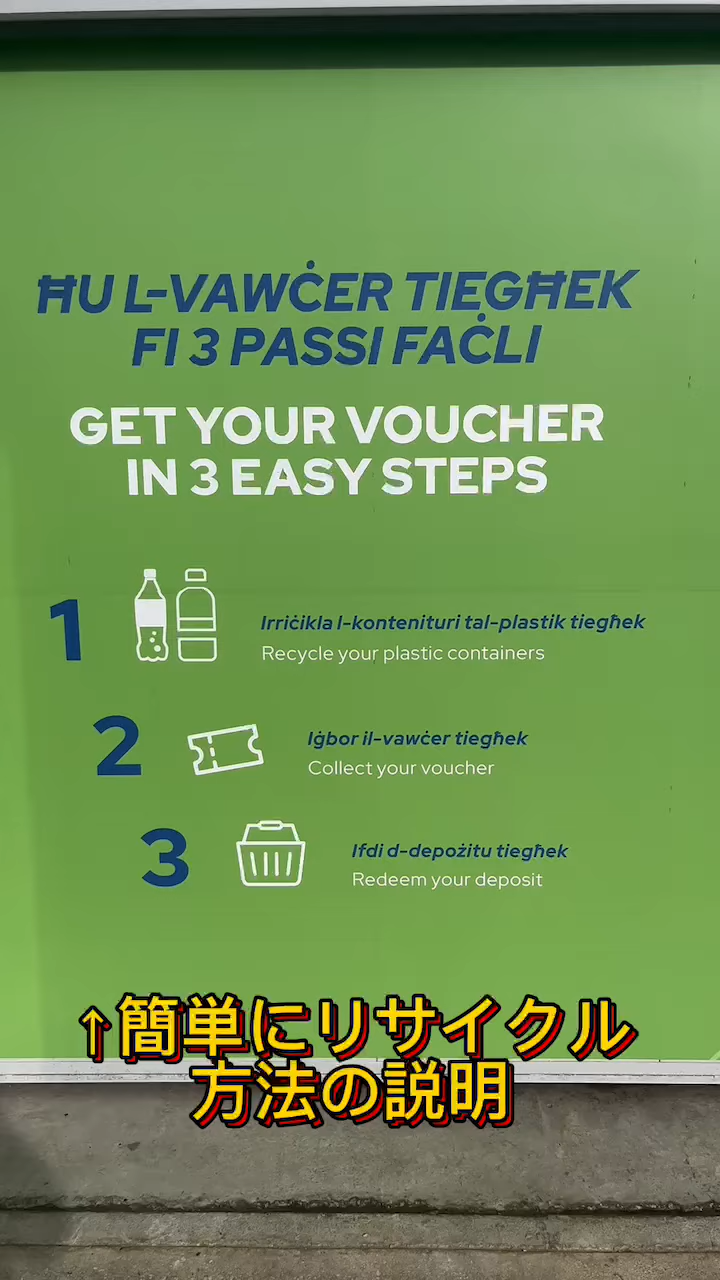 ĦU L-VAWĊER TIEGĦEK
FI 3 PASSI FAĊLI
GET YOUR VOUCHER
IN 3 EASY STEPS
1
Irriċikla l-kontenituri tal-plastik tiegħek
Recycle your plastic containers
2
Iġbor il-vawċer tiegħek
Collect your voucher
3
Ifdi d-depożitu tiegħek
Redeem your deposit
↑簡単にリサイクル
方法の説明